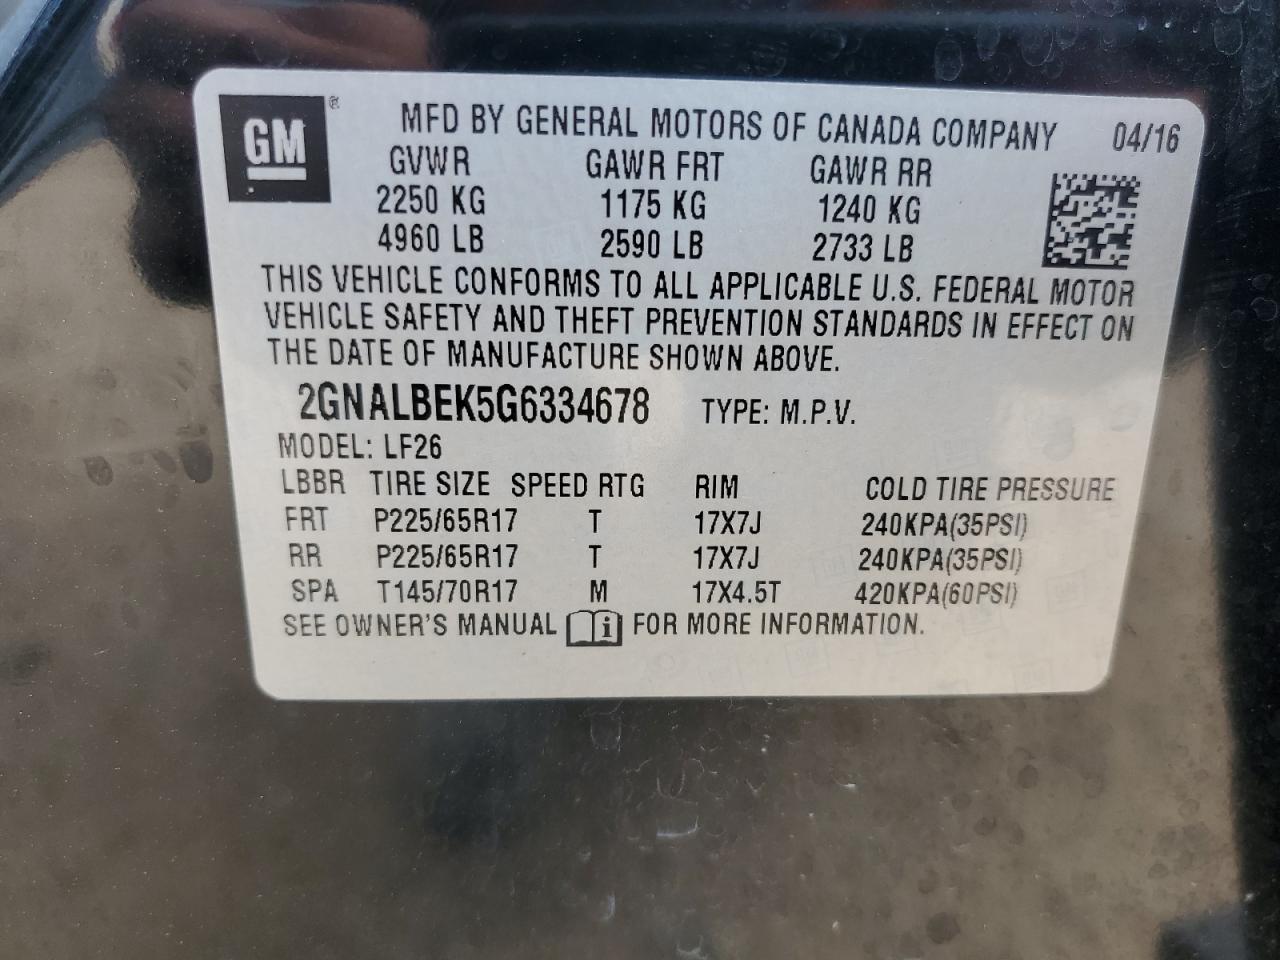 GM ®
MFD BY GENERAL MOTORS OF CANADA COMPANY 04/16
GVWR GAWR FRT GAWR RR
2250 KG 1175 KG 1240 KG
4960 LB 2590 LB 2733 LB
THIS VEHICLE CONFORMS TO ALL APPLICABLE U.S. FEDERAL MOTOR
VEHICLE SAFETY AND THEFT PREVENTION STANDARDS IN EFFECT ON
THE DATE OF MANUFACTURE SHOWN ABOVE.
2GNALBEK5G6334678 TYPE: M.P.V.
MODEL: LF26
LBBR TIRE SIZE SPEED RTG RIM COLD TIRE PRESSURE
FRT P225/65R17 T 17X7J 240KPA(35PSI)
RR P225/65R17 T 17X7J 240KPA(35PSI)
SPA T145/70R17 M 17X4.5T 420KPA(60PSI)
SEE OWNER'S MANUAL i FOR MORE INFORMATION.